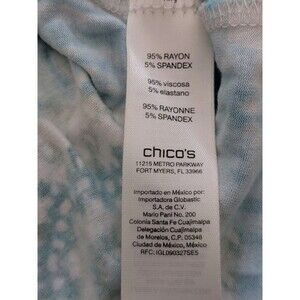 95% RAYON
5% SPANDEX
95% viscosa
5% elastano
95% RAYONNE
5% SPANDEX
chico's
11215 METRO PARKWAY
FORT MYERS, FL 33966
Importado en México por:
Importadora Globastic
S.A. de C.V.
Mario Pani No. 200
Colonia Santa Fe Cuajimalpa
Delegación Cuajimalpa
de Morelos, C.P. 05348
Ciudad de México, México
RFC: IGL090327SE5